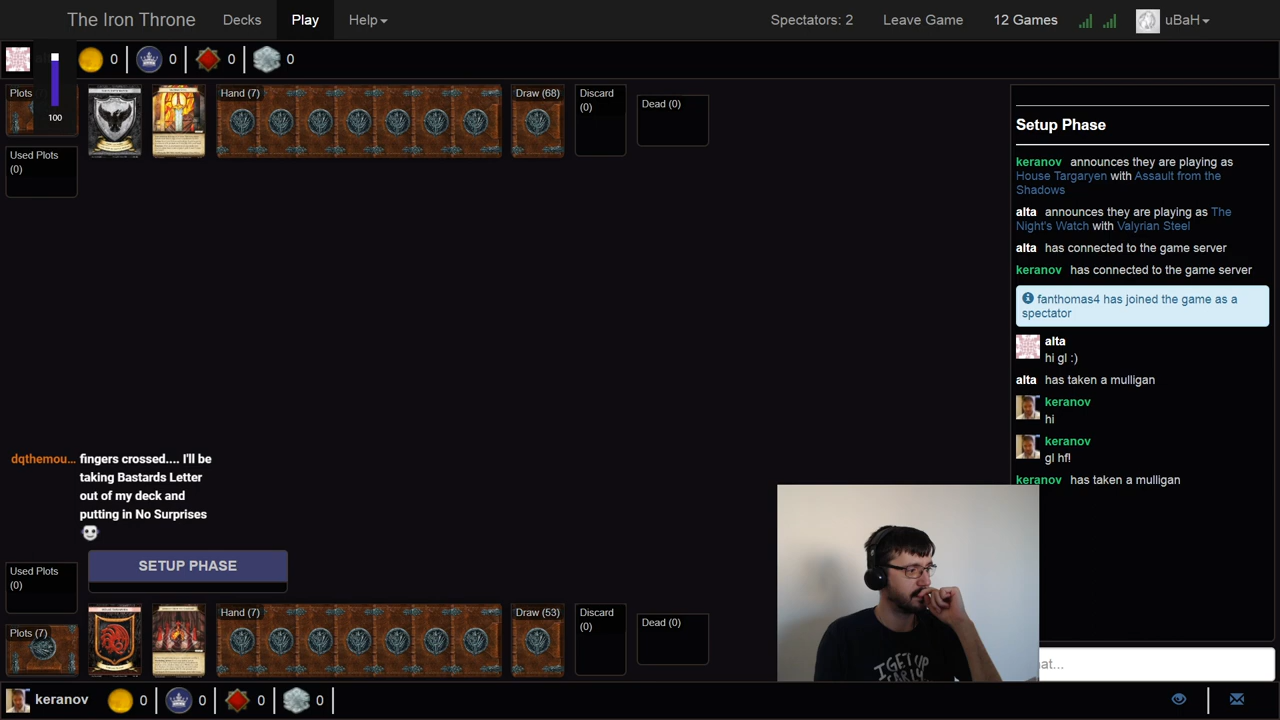 The Iron Throne
Decks
Play
Help
Spectators: 2
Leave Game
12 Games
uBaH
0
0
0
0
100
Plots
Hand (7)
Draw (68)
Discard
(0)
Dead (0)
Used Plots
(0)
Setup Phase
keranov announces they are playing as
House Targaryen with Assault from the
Shadows
alta announces they are playing as The
Night's Watch with Valyrian Steel
alta has connected to the game server
keranov has connected to the game server
fanthomas4 has joined the game as a
spectator
alta
hi gl :)
alta has taken a mulligan
keranov
hi
keranov
gl hf!
keranov has taken a mulligan
dqthemou... fingers crossed.... I'll be
taking Bastards Letter
out of my deck and
putting in No Surprises
SETUP PHASE
Used Plots
(0)
Plots (7)
Hand (7)
Draw (53)
Discard
(0)
Dead (0)
I GET UP
EARLY
at...
keranov
0
0
0
0